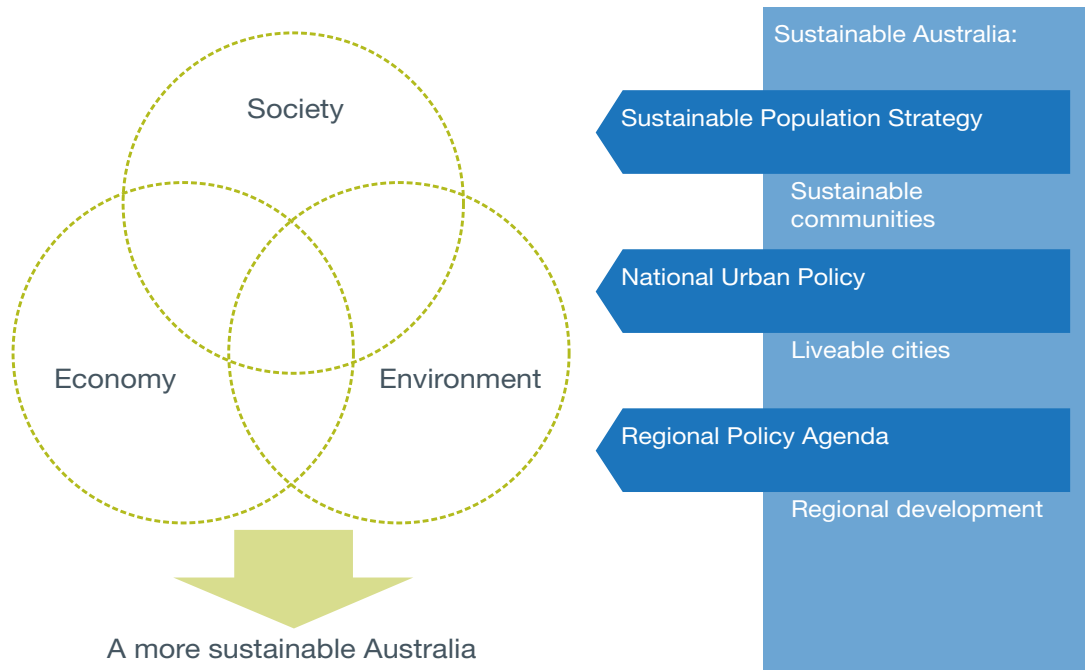 Society
Economy
Environment
A more sustainable Australia
Sustainable Australia:
Sustainable Population Strategy
Sustainable
communities
National Urban Policy
Liveable cities
Regional Policy Agenda
Regional development